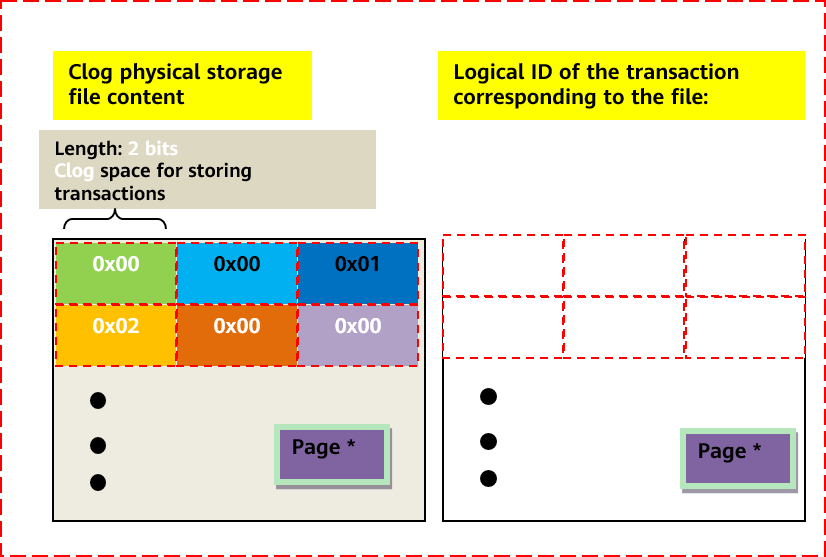 Clog physical storage
file content
Logical ID of the transaction
corresponding to the file:
Length: 2 bits
Clog space for storing
transactions
0x00 0x00 0x01
0x02 0x00 0x00
Page *
Page *